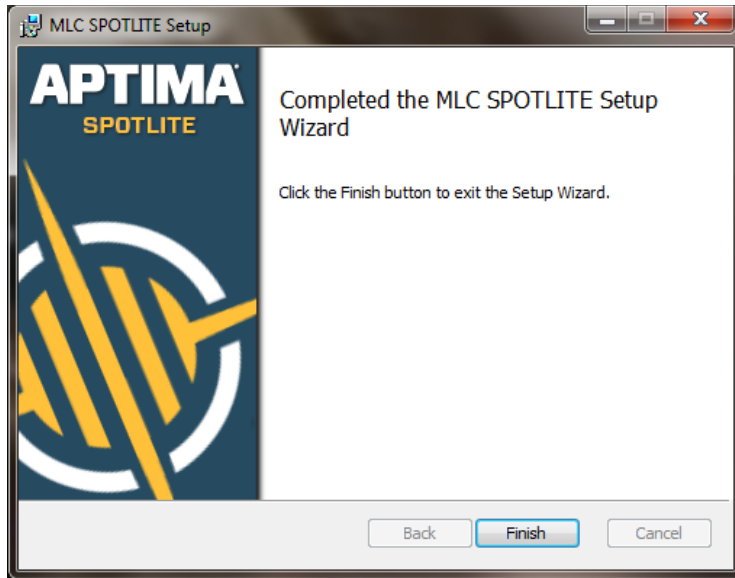 MLC SPOTLITE Setup
APTIMA
SPOTLITE
Completed the MLC SPOTLITE Setup
Wizard
Click the Finish button to exit the Setup Wizard.
Back Finish Cancel